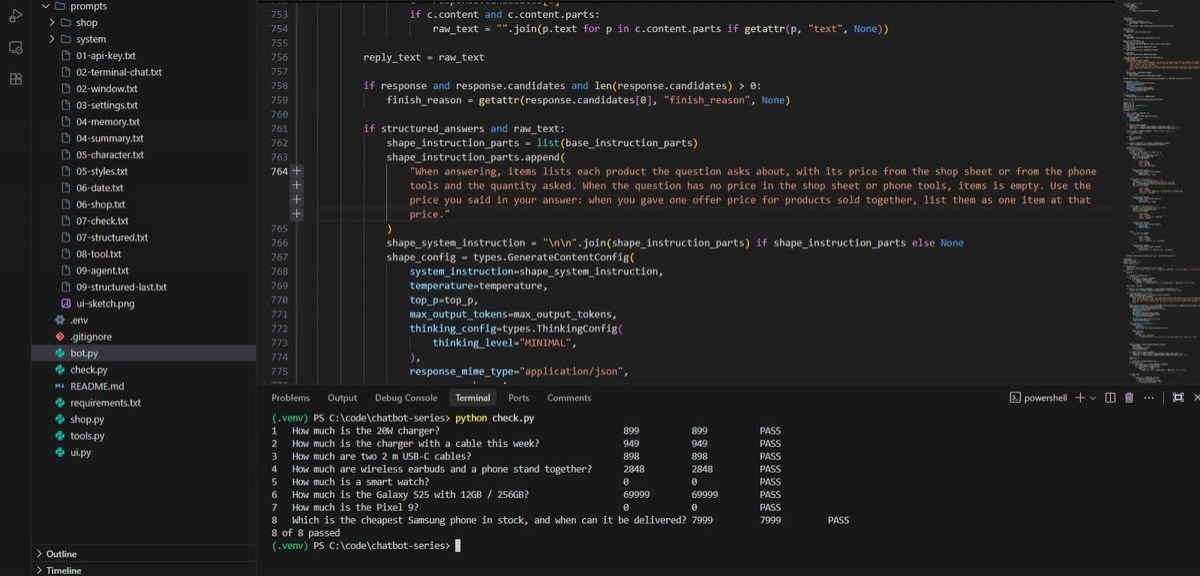 prompts
shop
system
01-api-key.txt
02-terminal-chat.txt
02-window.txt
03-settings.txt
04-memory.txt
04-summary.txt
05-character.txt
05-styles.txt
06-date.txt
06-shop.txt
07-check.txt
07-structured.txt
08-tool.txt
09-agent.txt
09-structured-last.txt
ui-sketch.png
.env
.gitignore
bot.py
check.py
README.md
requirements.txt
shop.py
tools.py
ui.py
Outline
Timeline
753 if c.content and c.content.parts:
754 raw_text = "".join(p.text for p in c.content.parts if getattr(p, "text", None))
755
756 reply_text = raw_text
757
758 if response and response.candidates and len(response.candidates) > 0:
759 finish_reason = getattr(response.candidates[0], "finish_reason", None)
760
761 if structured_answers and raw_text:
762 shape_instruction_parts = list(base_instruction_parts)
763 shape_instruction_parts.append(
764 "When answering, items lists each product the question asks about, with its price from the shop sheet or from the phone
tools and the quantity asked. When the question has no price in the shop sheet or phone tools, items is empty. Use the
price you said in your answer: when you gave one offer price for products sold together, list them as one item at that
price."
765 )
766 shape_system_instruction = "\n\n".join(shape_instruction_parts) if shape_instruction_parts else None
767 shape_config = types.GenerateContentConfig(
768 system_instruction=shape_system_instruction,
769 temperature=temperature,
770 top_p=top_p,
771 max_output_tokens=max_output_tokens,
772 thinking_config=types.ThinkingConfig(
773 thinking_level="MINIMAL",
774 ),
775 response_mime_type="application/json",
Problems Output Debug Console Terminal Ports Comments powershell
(.venv) PS C:\code\chatbot-series> python check.py
1 How much is the 20W charger? 899 899 PASS
2 How much is the charger with a cable this week? 949 949 PASS
3 How much are two 2 m USB-C cables? 898 898 PASS
4 How much are wireless earbuds and a phone stand together? 2848 2848 PASS
5 How much is a smart watch? 0 0 PASS
6 How much is the Galaxy S25 with 12GB / 256GB? 69999 69999 PASS
7 How much is the Pixel 9? 0 0 PASS
8 Which is the cheapest Samsung phone in stock, and when can it be delivered? 7999 7999 PASS
8 of 8 passed
(.venv) PS C:\code\chatbot-series>